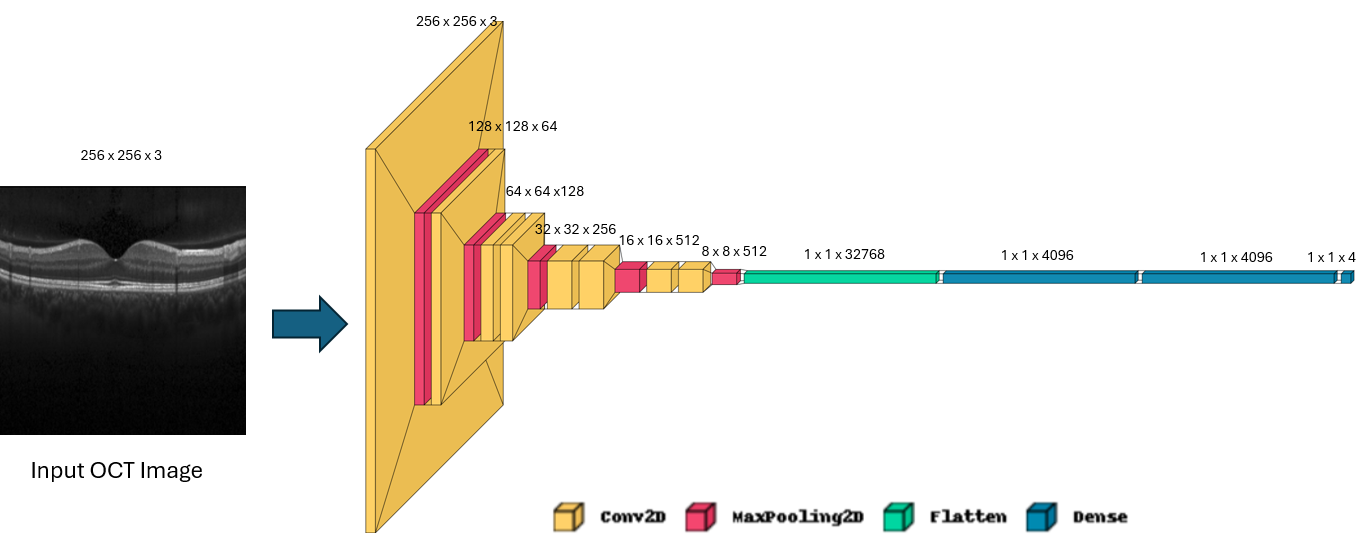 256 x 256 x 3
Input OCT Image
256 x 256 x 3
128 x 128 x 64
64 x 64 x128
32 x 32 x 256
16 x 16 x 512
8 x 8 x 512
1 x 1 x 32768
1 x 1 x 4096
1 x 1 x 4096
1 x 1 x 4
Conv2D MaxPooling2D Flatten Dense